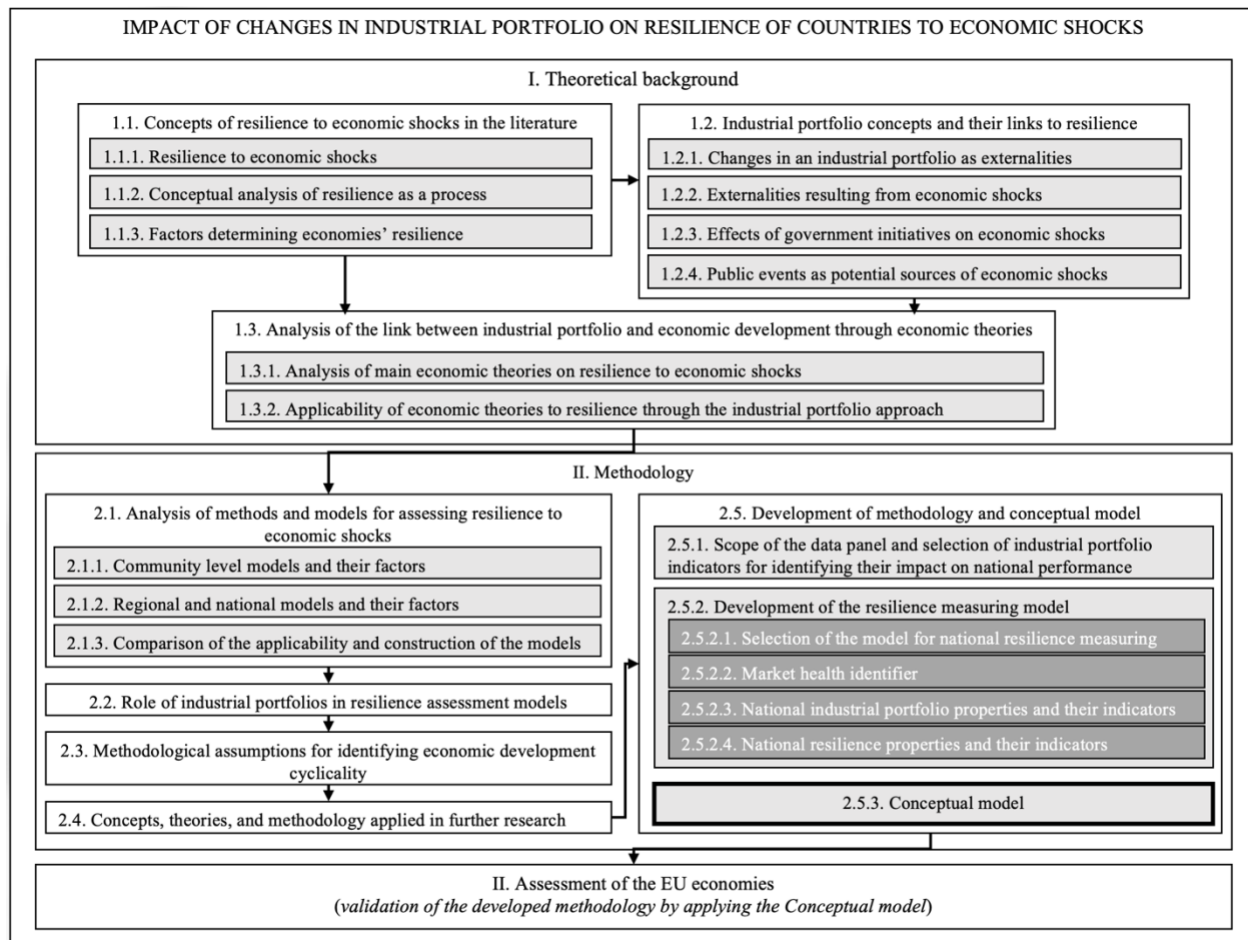 IMPACT OF CHANGES IN INDUSTRIAL PORTFOLIO ON RESILIENCE OF COUNTRIES TO ECONOMIC SHOCKS
I. Theoretical background
1.1. Concepts of resilience to economic shocks in the literature
1.1.1. Resilience to economic shocks
1.1.2. Conceptual analysis of resilience as a process
1.1.3. Factors determining economies’ resilience
1.2. Industrial portfolio concepts and their links to resilience
1.2.1. Changes in an industrial portfolio as externalities
1.2.2. Externalities resulting from economic shocks
1.2.3. Effects of government initiatives on economic shocks
1.2.4. Public events as potential sources of economic shocks
1.3. Analysis of the link between industrial portfolio and economic development through economic theories
1.3.1. Analysis of main economic theories on resilience to economic shocks
1.3.2. Applicability of economic theories to resilience through the industrial portfolio approach
II. Methodology
2.1. Analysis of methods and models for assessing resilience to
economic shocks
2.1.1. Community level models and their factors
2.1.2. Regional and national models and their factors
2.1.3. Comparison of the applicability and construction of the models
2.2. Role of industrial portfolios in resilience assessment models
2.3. Methodological assumptions for identifying economic development
cyclicality
2.4. Concepts, theories, and methodology applied in further research
2.5. Development of methodology and conceptual model
2.5.1. Scope of the data panel and selection of industrial portfolio
indicators for identifying their impact on national performance
2.5.2. Development of the resilience measuring model
2.5.2.1. Selection of the model for national resilience measuring
2.5.2.2. Market health identifier
2.5.2.3. National industrial portfolio properties and their indicators
2.5.2.4. National resilience properties and their indicators
2.5.3. Conceptual model
II. Assessment of the EU economies
(validation of the developed methodology by applying the Conceptual model)